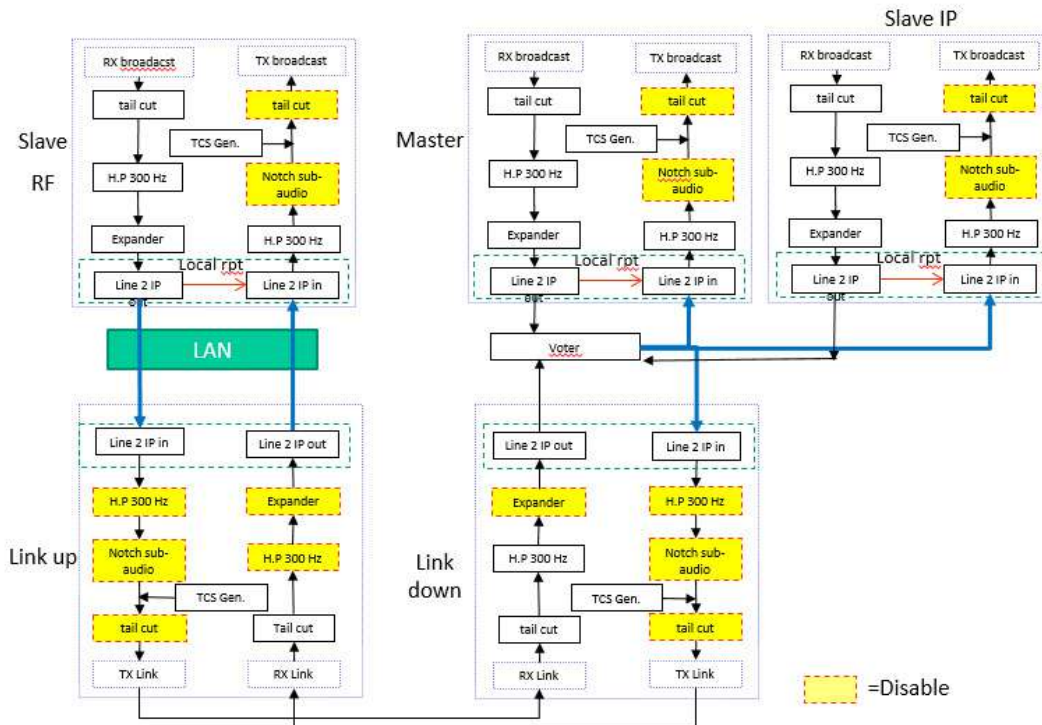 Slave IP
RX broadacst
TX broadcast
tail cut
tail cut
TCS Gen.
Slave
RF
H.P 300 Hz
Notch sub-
audio
Expander
H.P 300 Hz
Local rpt
Line 2 IP
out
Line 2 IP in
RX broadcast
TX broadcast
tail cut
tail cut
TCS Gen.
Master
H.P 300 Hz
Notch sub-
audio
Expander
H.P 300 Hz
Local rpt
Line 2 IP
out
Line 2 IP in
RX broadcast
TX broadcast
tail cut
tail cut
TCS Gen.
H.P 300 Hz
Notch sub-
audio
Expander
H.P 300 Hz
Local rpt
Line 2 IP
out
Line 2 IP in
LAN
Voter
Line 2 IP in
Line 2 IP out
H.P 300 Hz
Expander
Link up
Notch sub-
audio
H.P 300 Hz
TCS Gen.
tail cut
Tail cut
TX Link
RX Link
Line 2 IP out
Line 2 IP in
Expander
H.P 300 Hz
Link
down
H.P 300 Hz
Notch sub-
audio
TCS Gen.
tail cut
tail cut
RX Link
TX Link
=Disable